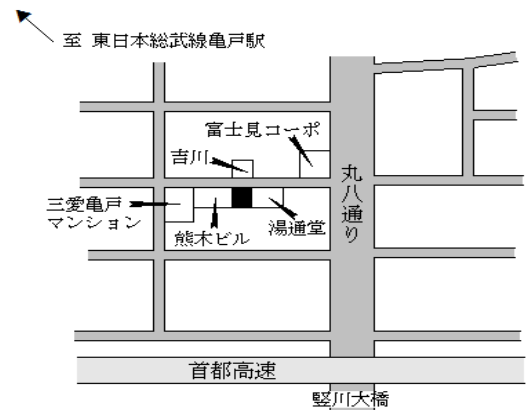 至 東日本総武線亀戸駅
富士見コーポ
吉川
丸八通り
三愛亀戸
マンション
熊木ビル
湯通堂
首都高速
竪川大橋